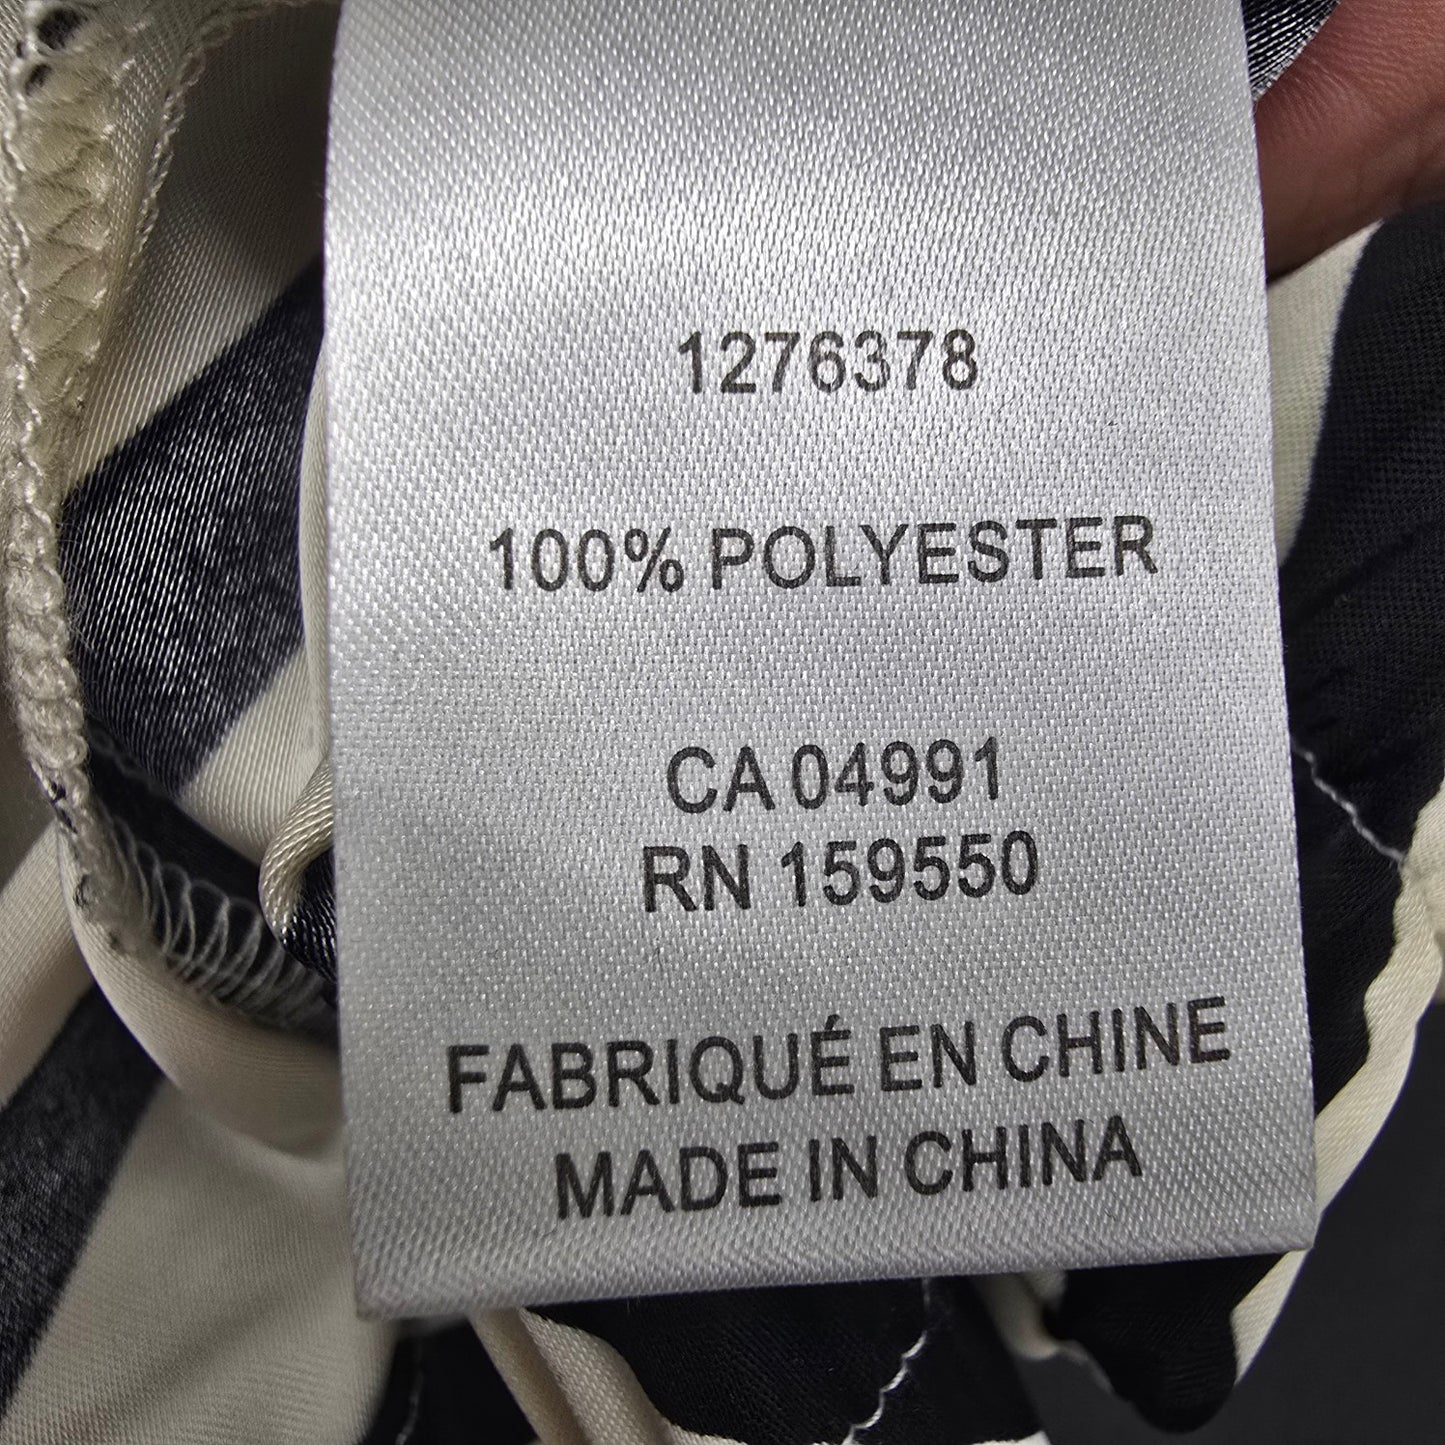 1276378
100% POLYESTER
CA 04991
RN 159550
FABRIQUÉ EN CHINE
MADE IN CHINA